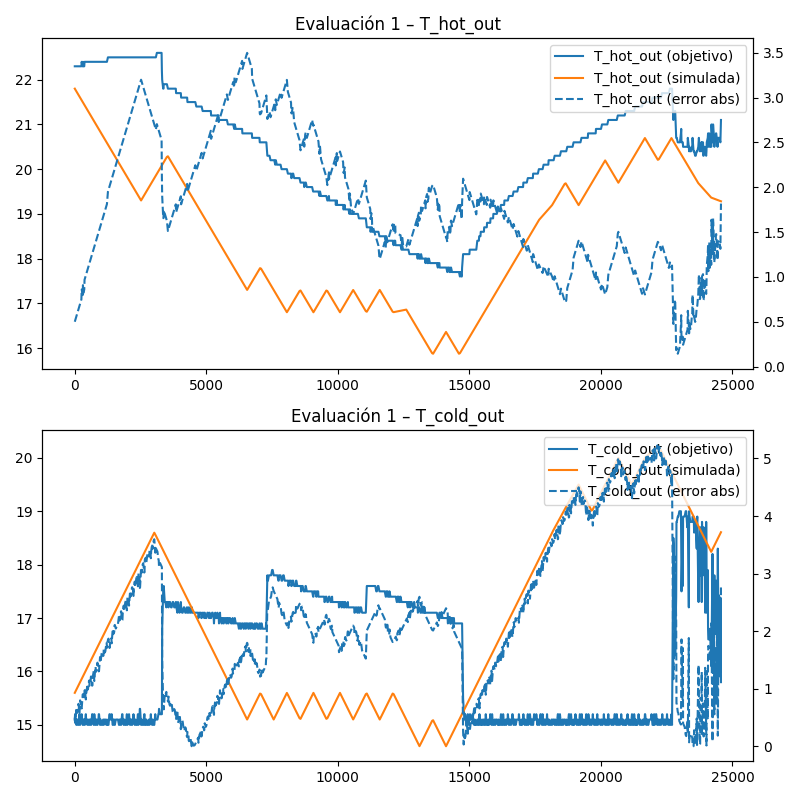 Evaluación 1 – T_hot_out
T_hot_out (objetivo)
T_hot_out (simulada)
T_hot_out (error abs)
22
21
20
19
18
17
16
3.5
3.0
2.5
2.0
1.5
1.0
0.5
0.0
0 5000 10000 15000 20000 25000
Evaluación 1 – T_cold_out
T_cold_out (objetivo)
T_cold_out (simulada)
T_cold_out (error abs)
20
19
18
17
16
15
5
4
3
2
1
0
0 5000 10000 15000 20000 25000